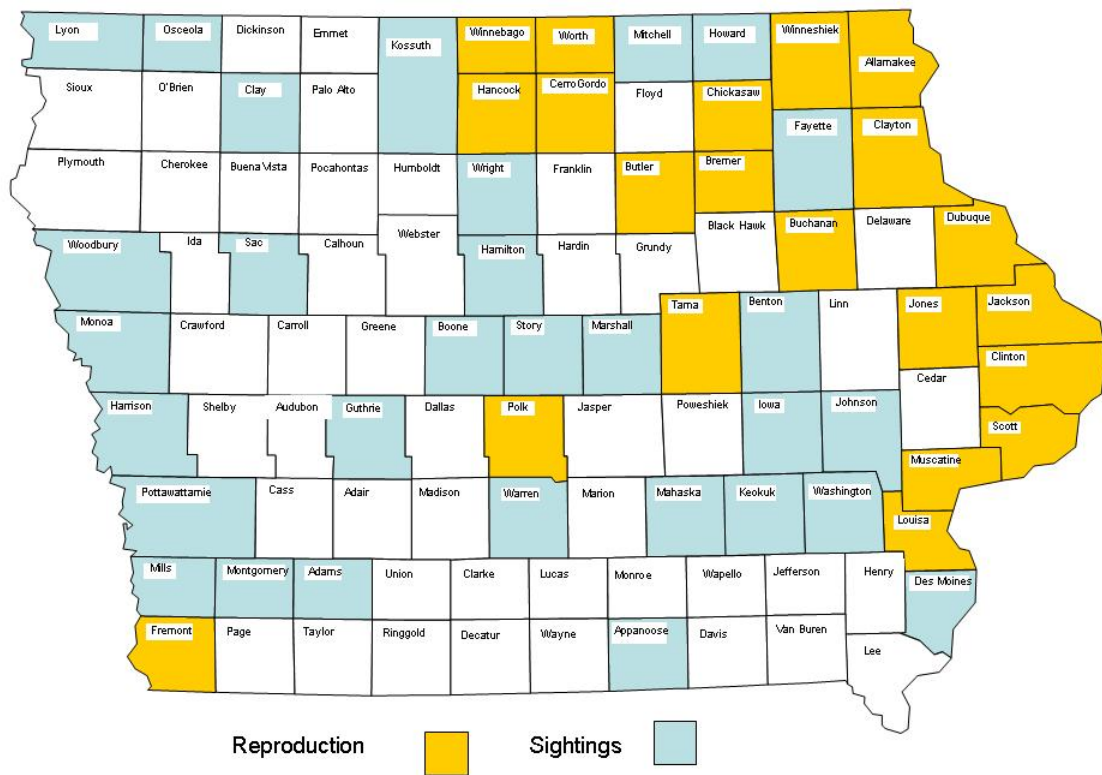 Lyon Osceola Dickinson Emmet Kossuth Winnebago Worth Mitchell Howard Winneshiek Allamakee
Sioux O'Brien Clay Palo Alto Hancock Cerro Gordo Floyd Chickasaw Fayette Clayton
Plymouth Cherokee Buena Vista Pocahontas Humboldt Wright Franklin Butler Bremer
Woodbury Ida Sac Calhoun Webster Hamilton Hardin Grundy Black Hawk Buchanan Delaware Dubuque
Monoa Crawford Carroll Greene Boone Story Marshall Tama Benton Linn Jones Jackson
Clinton
Harrison Shelby Audubon Guthrie Dallas Polk Jasper Poweshiek Iowa Johnson Cedar
Scott
Muscatine
Pottawattamie Cass Adair Madison Warren Marion Mahaska Keokuk Washington
Louisa
Mills Montgomery Adams Union Clarke Lucas Monroe Wapello Jefferson Henry Des Moines
Fremont Page Taylor Ringgold Decatur Wayne Appanoose Davis Van Buren
Lee
Reproduction Sightings